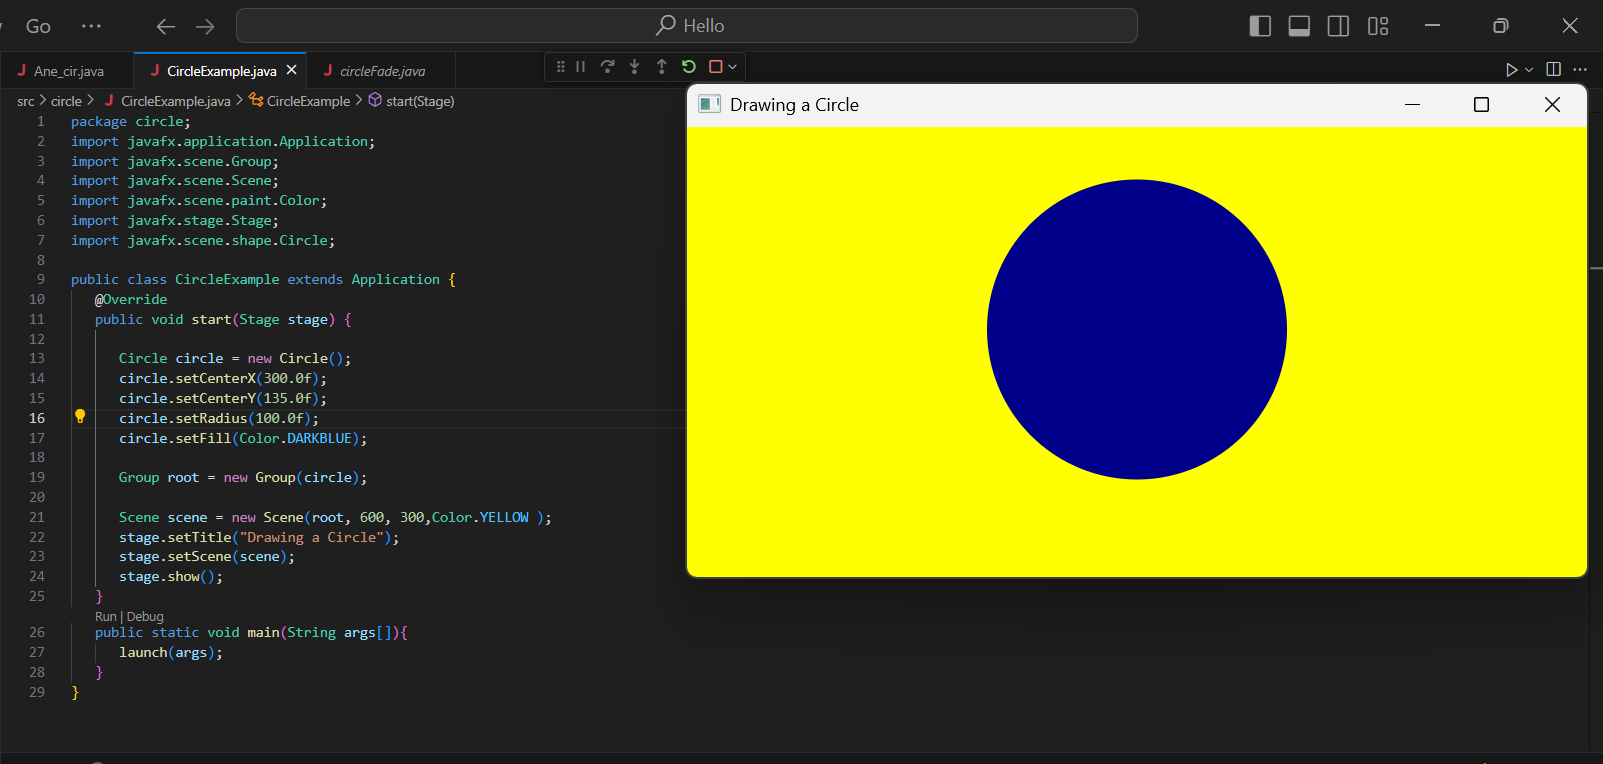 Go ···
Hello
J Ane_cir.java J CircleExample.java J circleFade.java
src > circle > J CircleExample.java > CircleExample > start(Stage)
Drawing a Circle
1 package circle;
2 import javafx.application.Application;
3 import javafx.scene.Group;
4 import javafx.scene.Scene;
5 import javafx.scene.paint.Color;
6 import javafx.stage.Stage;
7 import javafx.scene.shape.Circle;
8
9 public class CircleExample extends Application {
10 @Override
11 public void start(Stage stage) {
12
13 Circle circle = new Circle();
14 circle.setCenterX(300.0f);
15 circle.setCenterY(135.0f);
16 circle.setRadius(100.0f);
17 circle.setFill(Color.DARKBLUE);
18
19 Group root = new Group(circle);
20
21 Scene scene = new Scene(root, 600, 300,Color.YELLOW );
22 stage.setTitle("Drawing a Circle");
23 stage.setScene(scene);
24 stage.show();
25 }
Run | Debug
26 public static void main(String args[]){
27 launch(args);
28 }
29 }